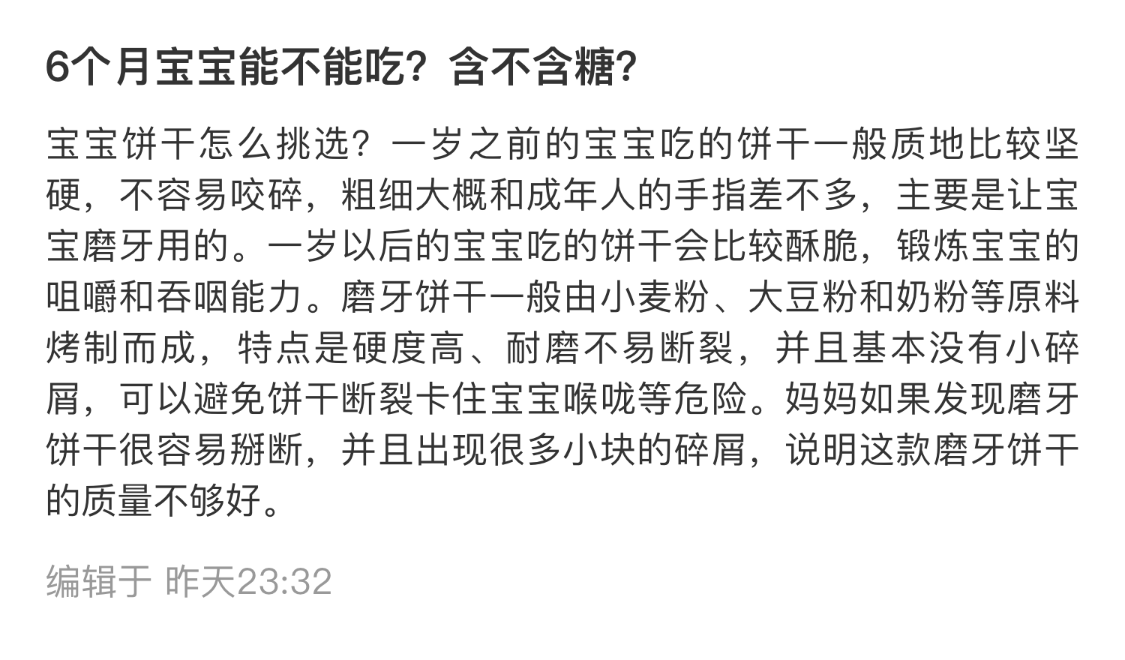 6个月宝宝能不能吃？含不含糖？
宝宝饼干怎么挑选？一岁之前的宝宝吃的饼干一般质地比较坚
硬，不容易咬碎，粗细大概和成年人的手指差不多，主要是让宝
宝磨牙用的。一岁以后的宝宝吃的饼干会比较酥脆，锻炼宝宝的
咀嚼和吞咽能力。磨牙饼干一般由小麦粉、大豆粉和奶粉等原料
烤制而成，特点是硬度高、耐磨不易断裂，并且基本没有小碎
屑，可以避免饼干断裂卡住宝宝喉咙等危险。妈妈如果发现磨牙
饼干很容易掰断，并且出现很多小块的碎屑，说明这款磨牙饼干
的质量不够好。
编辑于 昨天23:32